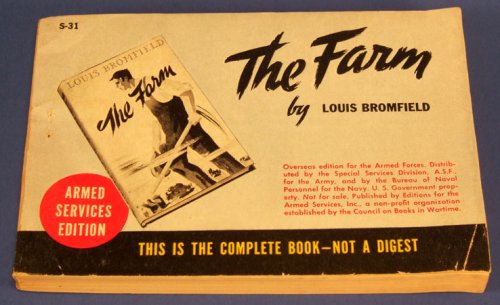 S-31
LOUIS BROMFIELD
The Farm
The Farm
by LOUIS BROMFIELD
Overseas edition for the Armed Forces. Distrib-
uted by the Special Services Division, A.S.F.,
for the Army, and by the Bureau of Naval
Personnel for the Navy. U. S. Government prop-
erty. Not for sale. Published by Editions for the
Armed Services, Inc., a non-profit organization
established by the Council on Books in Wartime.
ARMED
SERVICES
EDITION
THIS IS THE COMPLETE BOOK—NOT A DIGEST